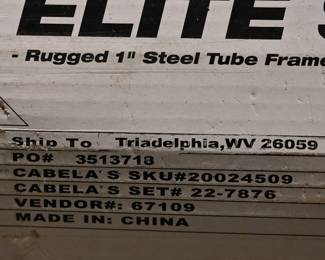 ELITE S
- Rugged 1" Steel Tube Frame
Ship To Triadelphia,WV 26059
PO# 3513718
CABELA'S SKU#20024509
CABELA'S SET# 22-7876
VENDOR#: 67109
MADE IN: CHINA